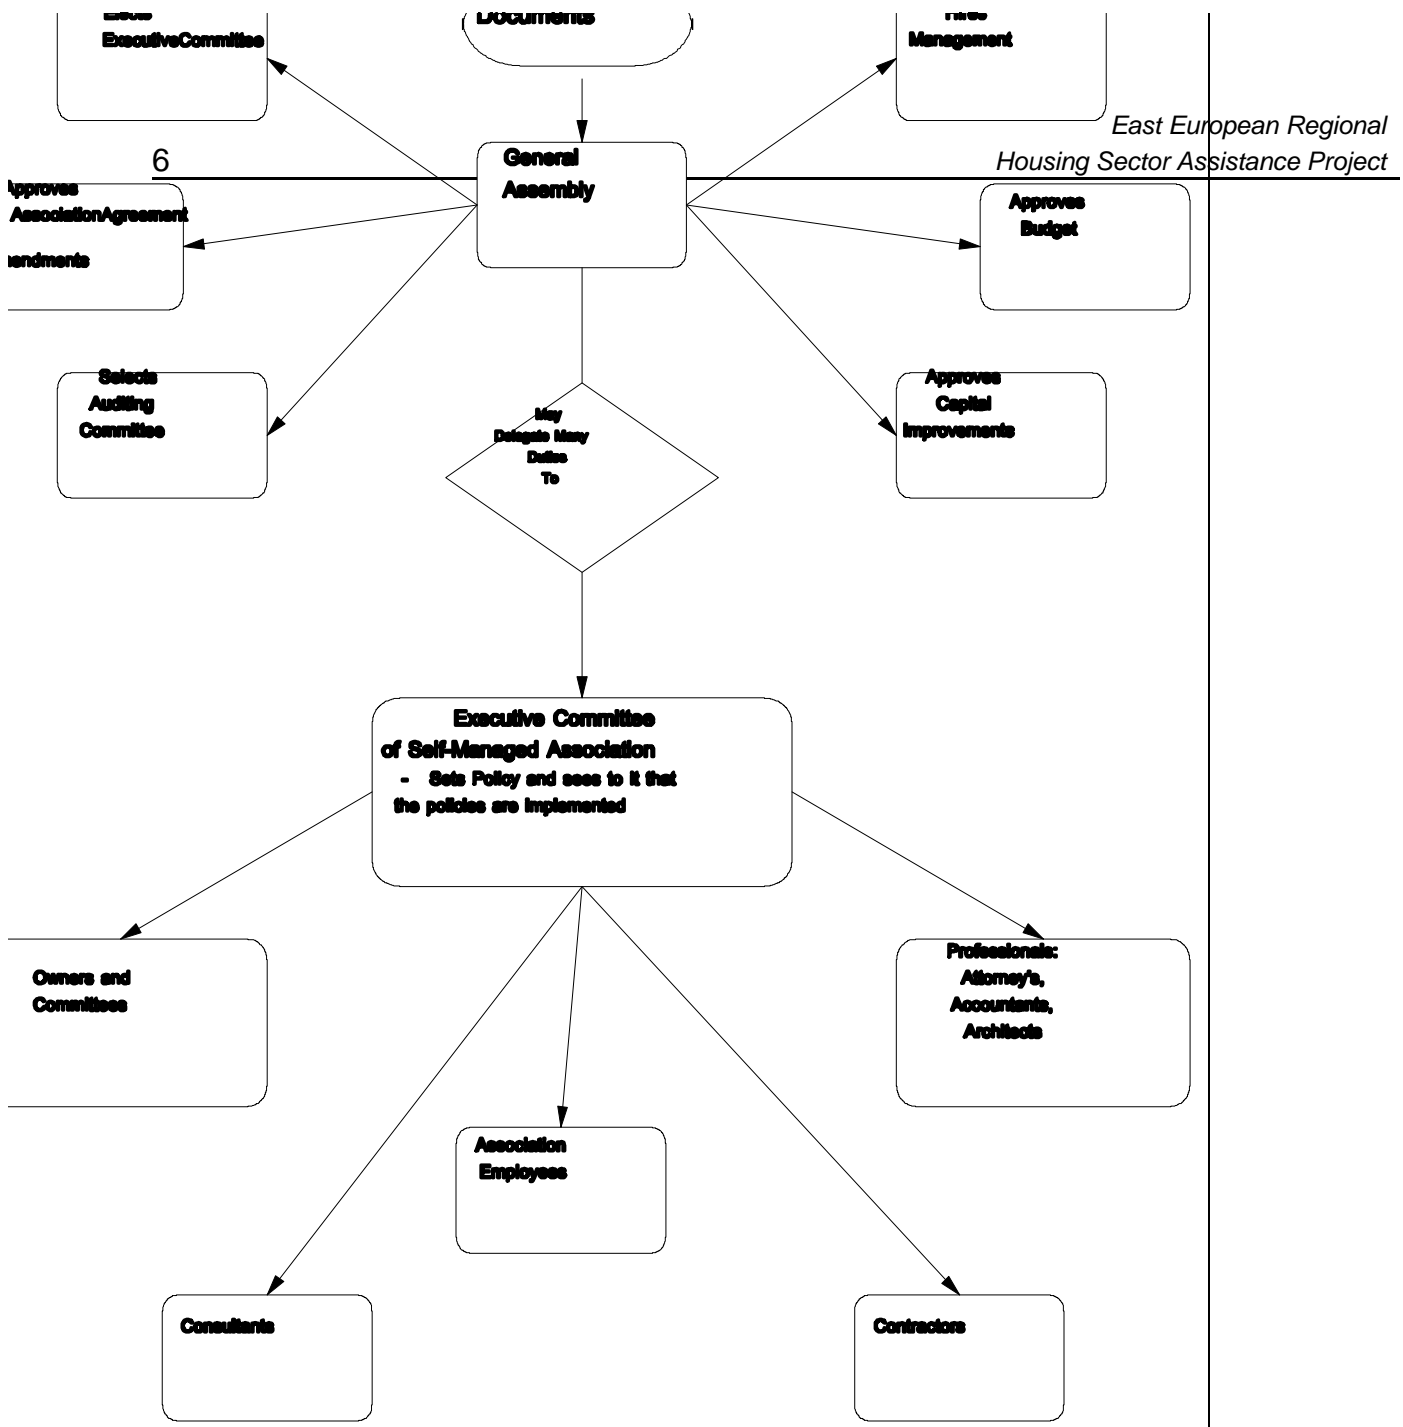 Elects
ExecutiveCommittee
Documents
Hires
Management
East European Regional
6
Housing Sector Assistance Project
General
Assembly
Approves
AssociationAgreement
Approves
Budget
Selects
Auditing
Committee
Approves
Capital
Improvements
May
Delegate Many
Duties
To
Executive Committee
of Self-Managed Association
- Sets Policy and sees to it that
the policies are implemented
Owners and
Committees
Professionals:
Attorney's,
Accountants,
Architects
Association
Employees
Consultants
Contractors